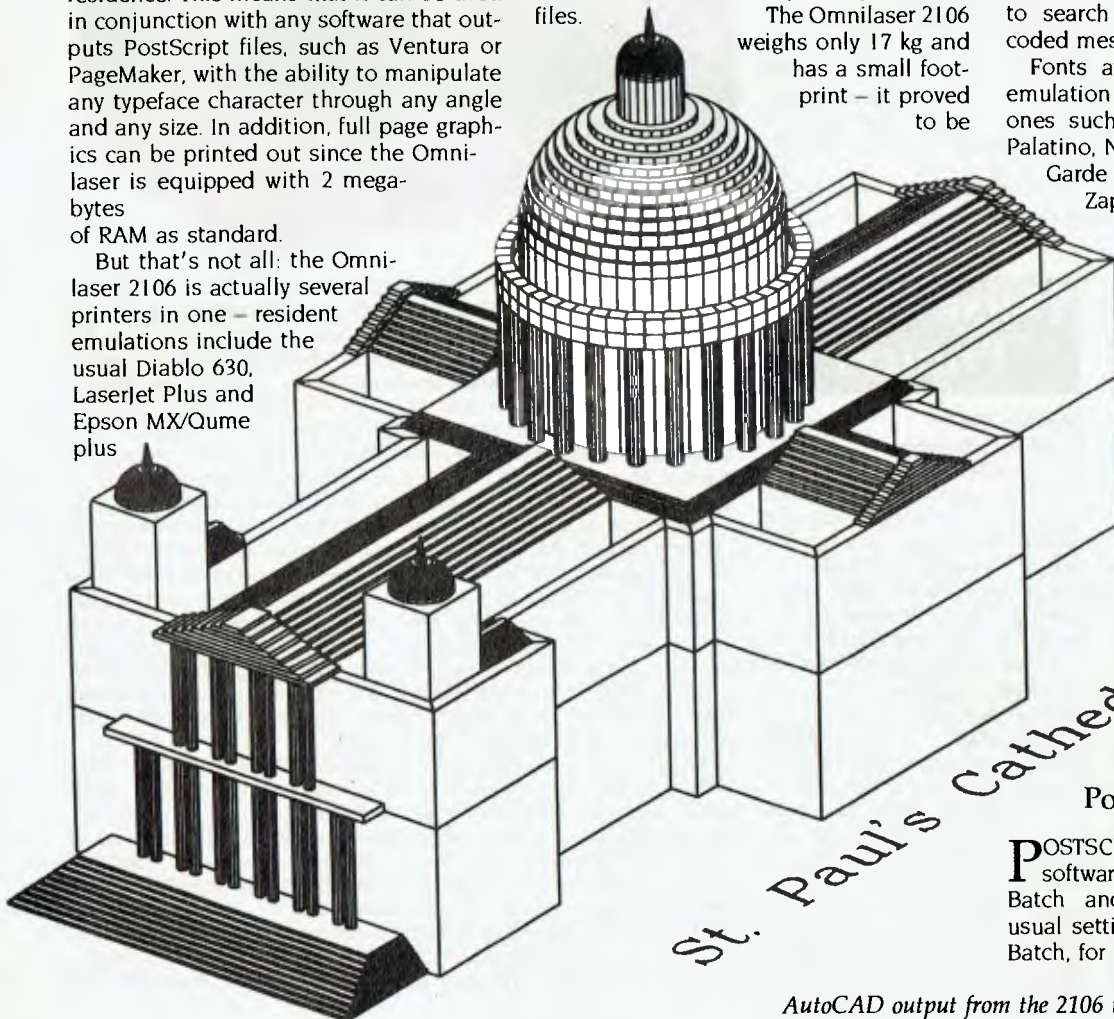 in conjunction with any software that out-
puts PostScript files, such as Ventura or
PageMaker, with the ability to manipulate
any typeface character through any angle
and any size. In addition, full page graph-
ics can be printed out since the Omni-
laser is equipped with 2 mega-
bytes
of RAM as standard.
But that's not all: the Omni-
laser 2106 is actually several
printers in one – resident
emulations include the
usual Diablo 630,
LaserJet Plus and
Epson MX/Qume
plus
files.
The Omnilaser 2106
weighs only 17 kg and
has a small foot-
print – it proved
to be
to search
coded
Fonts
emulation
ones such
Palatino,
Garde
St. Paul's
POSTSC
software
Batch and
usual
Batch, for
AutoCAD output from the 2106